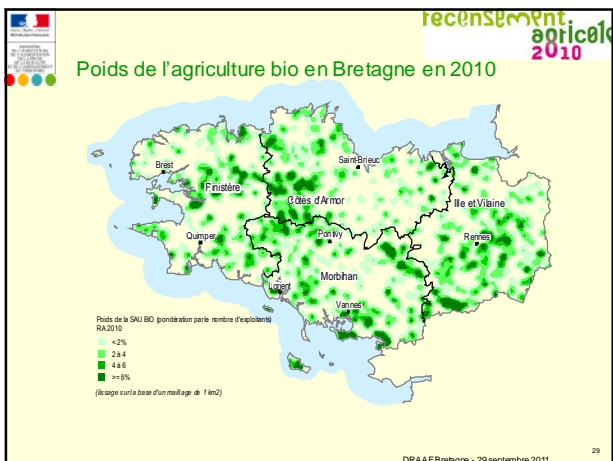 recensement
agricole
2010
Poids de l'agriculture bio en Bretagne en 2010
Brest
Saint-Brieuc
Finistère
Côtes d'Armor
Ille et Vilaine
Quimper
Pontivy
Rennes
Morbihan
Lorient
Vannes
Poids de la SAU BIO (pondération par le nombre d'exploitants)
RA 2010
< 2%
2 à 4
4 à 6
>= 6%
(lissage sur la base d'un maillage de 1 km2)
29
DRAAF Bretagne - 29 septembre 2011